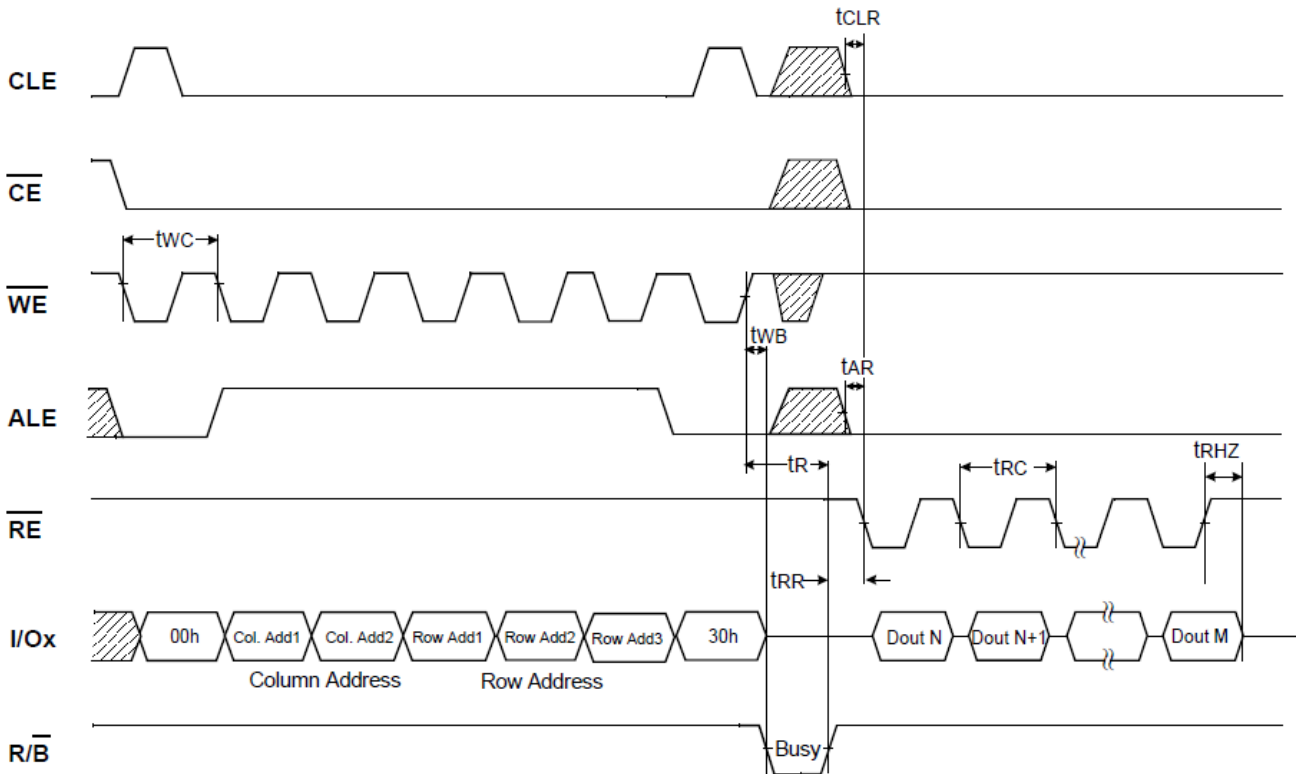 tCLR
CLE
CE
tWC
WE
tWB
tAR
ALE
tR
tRC
tRHZ
RE
tRR
I/Ox
00h
Col. Add1
Col. Add2
Row Add1
Row Add2
Row Add3
30h
Dout N
Dout N+1
Dout M
Column Address
Row Address
R/B
Busy